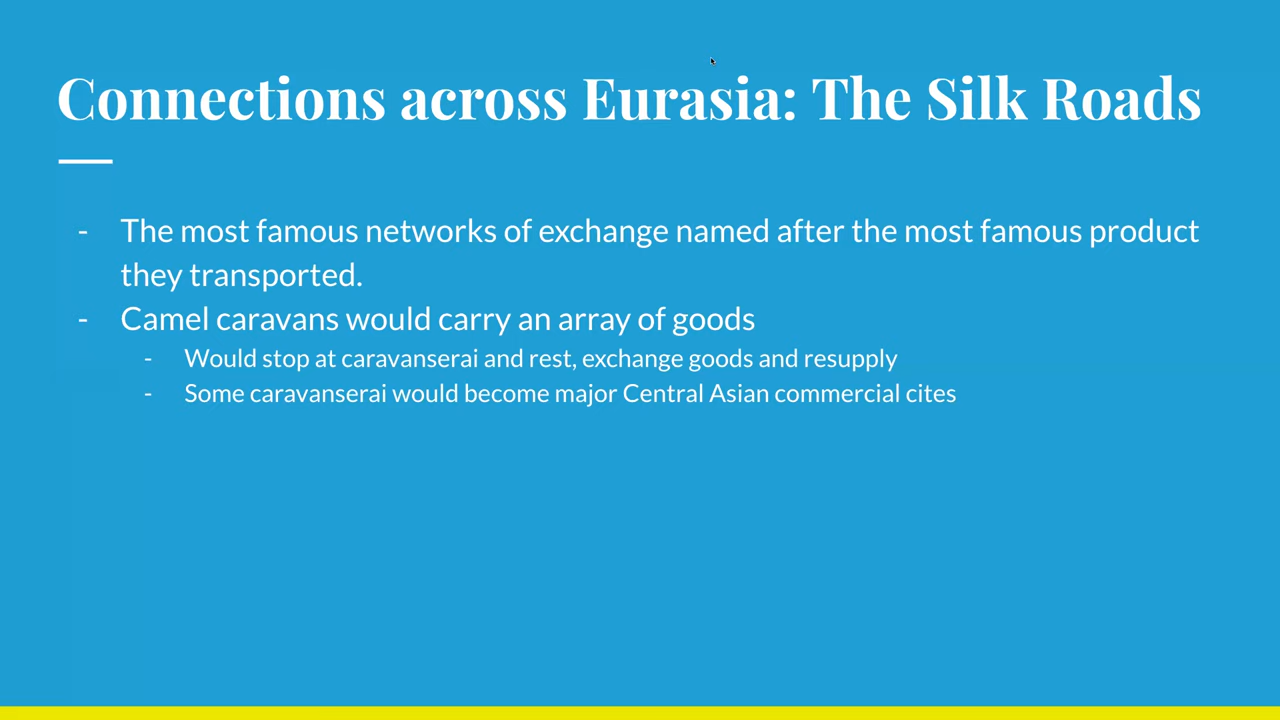 Connections across Eurasia: The Silk Roads
- The most famous networks of exchange named after the most famous product
they transported.
- Camel caravans would carry an array of goods
- Would stop at caravanserai and rest, exchange goods and resupply
- Some caravanserai would become major Central Asian commercial cites